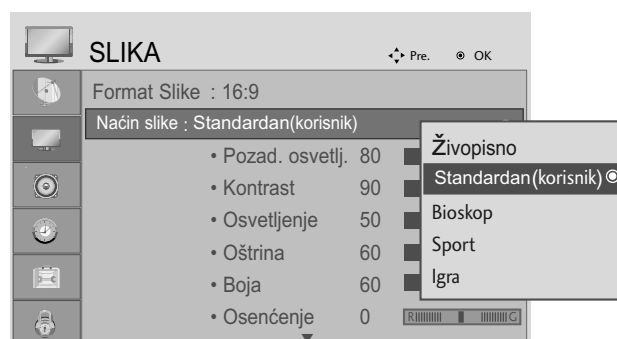 SLIKA Pre. OK
Format Slike : 16:9
Naćin slike : Standardan(korisnik)
• Pozad. osvetlj. 80
• Kontrast 90
• Osvetljenje 50
• Oštrina 60
• Boja 60
• Osenćenje 0 R G
Živopisno
Standardan(korisnik)
Bioskop
Sport
Igra